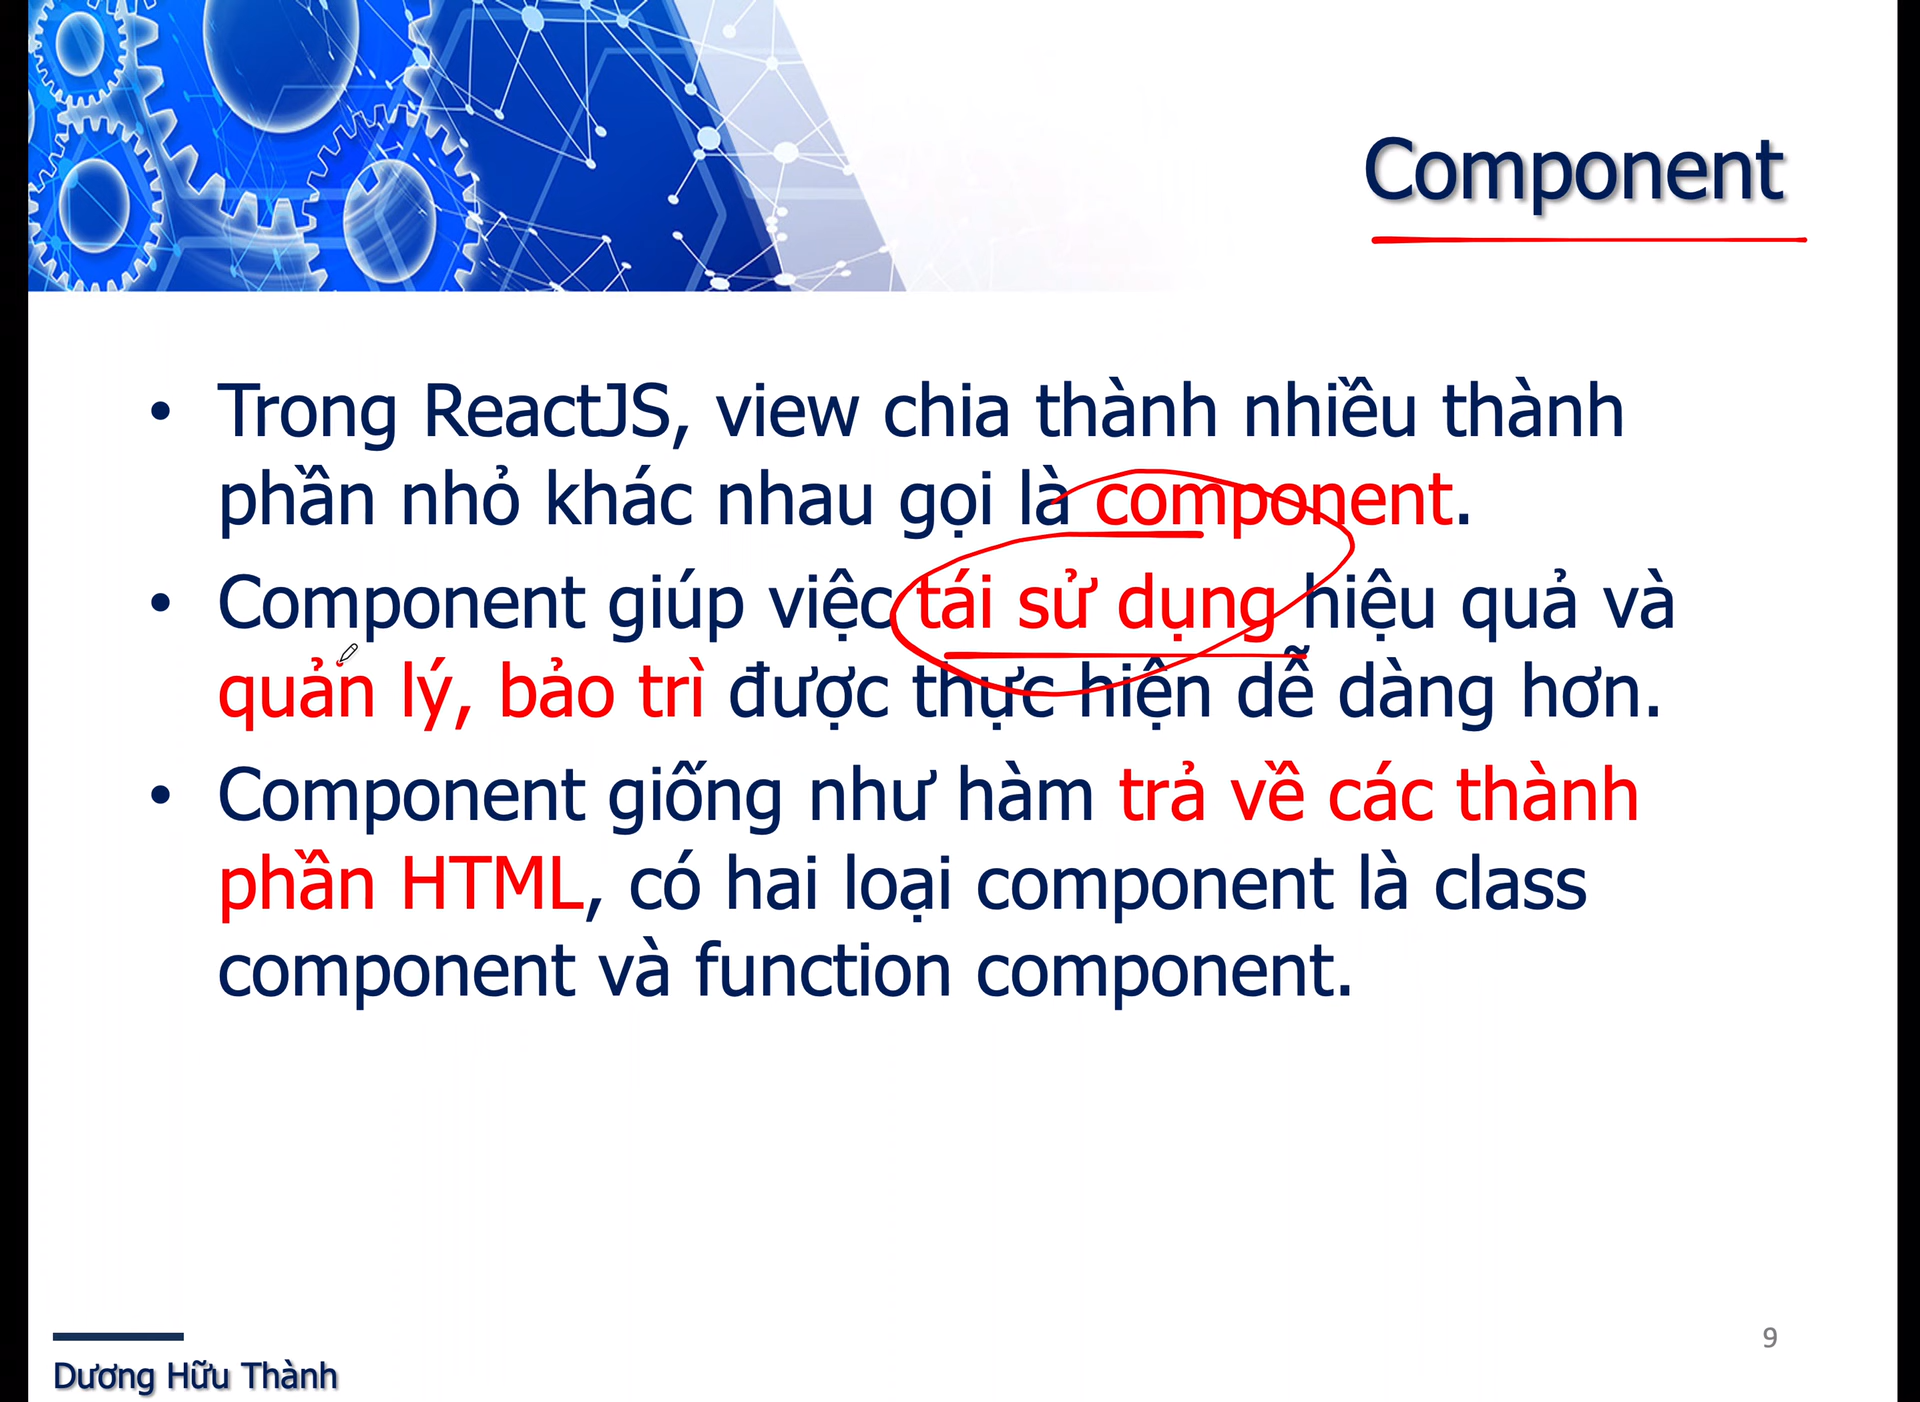 Component
• Trong ReactJS, view chia thành nhiều thành
phần nhỏ khác nhau gọi là component.
• Component giúp việc tái sử dụng hiệu quả và
quản lý, bảo trì được thực hiện dễ dàng hơn.
• Component giống như hàm trả về các thành
phần HTML, có hai loại component là class
component và function component.
Dương Hữu Thành
9